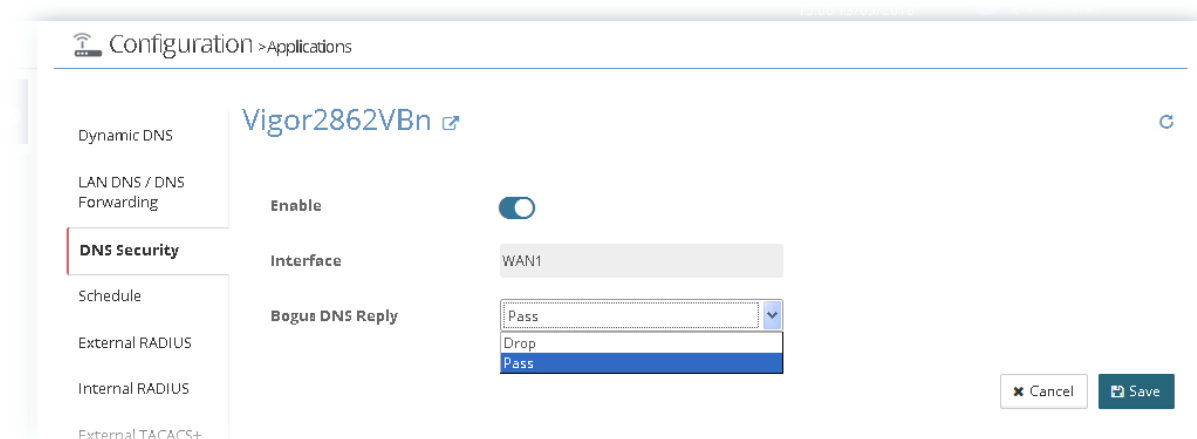 Configuration >Applications
Vigor2862VBn
Dynamic DNS
LAN DNS / DNS
Forwarding
DNS Security
Schedule
External RADIUS
Internal RADIUS
External TACACS+
Enable
Interface
WAN1
Bogus DNS Reply
Pass
Drop
Pass
Cancel
Save